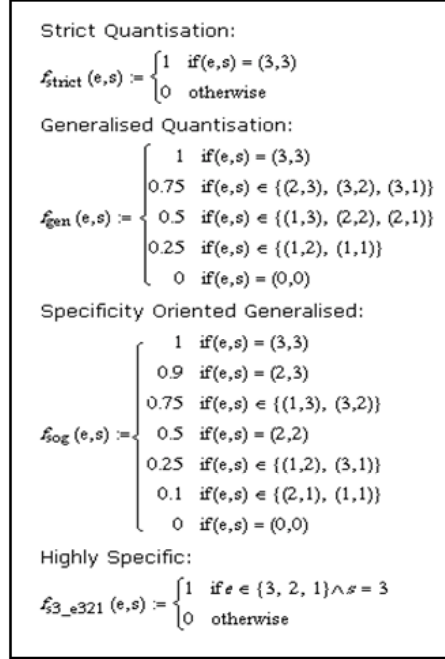 Strict Quantisation:
f_strict (e,s) := { 1 if(e,s) = (3,3)
0 otherwise
Generalised Quantisation:
1 if(e,s) = (3,3)
0.75 if(e,s) ∈ {(2,3), (3,2), (3,1)}
f_gen (e,s) := { 0.5 if(e,s) ∈ {(1,3), (2,2), (2,1)}
0.25 if(e,s) ∈ {(1,2), (1,1)}
0 if(e,s) = (0,0)
Specificity Oriented Generalised:
1 if(e,s) = (3,3)
0.9 if(e,s) = (2,3)
0.75 if(e,s) ∈ {(1,3), (3,2)}
f_sog (e,s) := { 0.5 if(e,s) = (2,2)
0.25 if(e,s) ∈ {(1,2), (3,1)}
0.1 if(e,s) ∈ {(2,1), (1,1)}
0 if(e,s) = (0,0)
Highly Specific:
f_s3_e321 (e,s) := { 1 if e ∈ {3, 2, 1}∧s = 3
0 otherwise